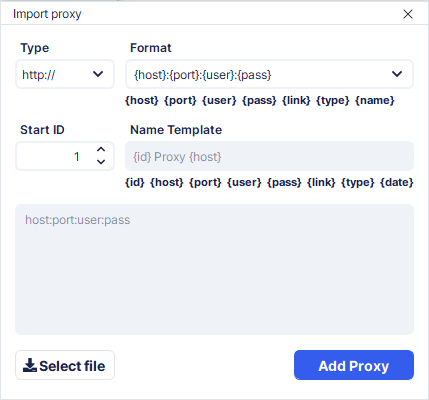 Import proxy
Type Format
http:// {host}:{port}:{user}:{pass}
{host} {port} {user} {pass} {link} {type} {name}
Start ID Name Template
1 {id} Proxy {host}
{id} {host} {port} {user} {pass} {link} {type} {date}
host:port:user:pass
Select file Add Proxy